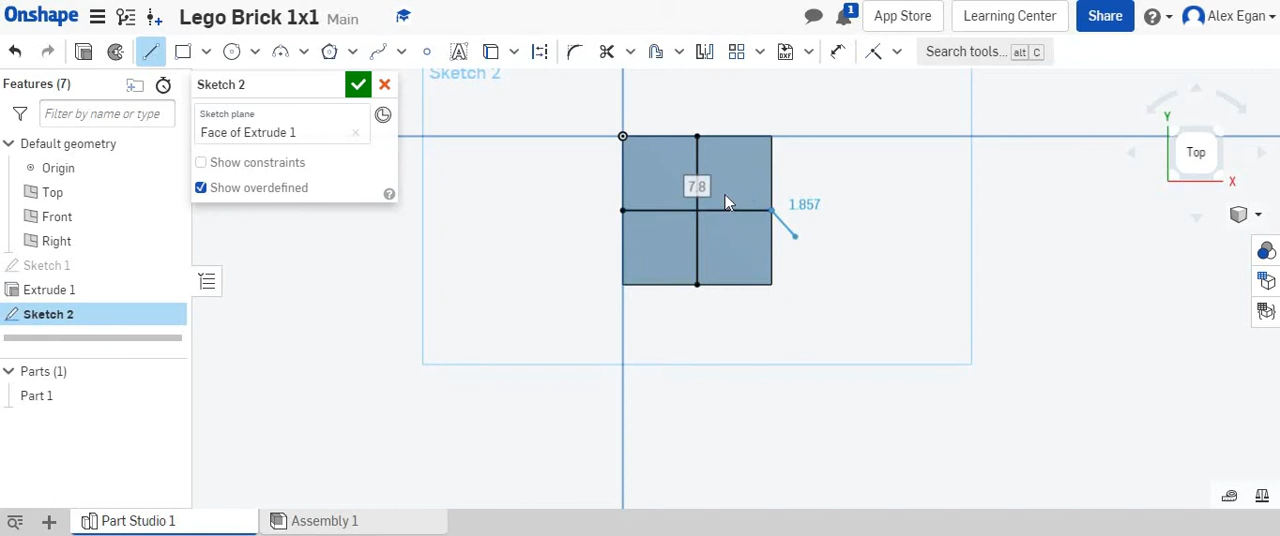 Onshape
Lego Brick 1x1 Main
1
App Store
Learning Center
Share
Alex Egan
Search tools... alt C
Features (7)
Filter by name or type
Default geometry
Origin
Top
Front
Right
Sketch 1
Extrude 1
Sketch 2
Parts (1)
Part 1
Sketch 2
Sketch plane
Face of Extrude 1
Show constraints
Show overdefined
Sketch 2
7.8
1.857
Y
Top
X
Part Studio 1
Assembly 1